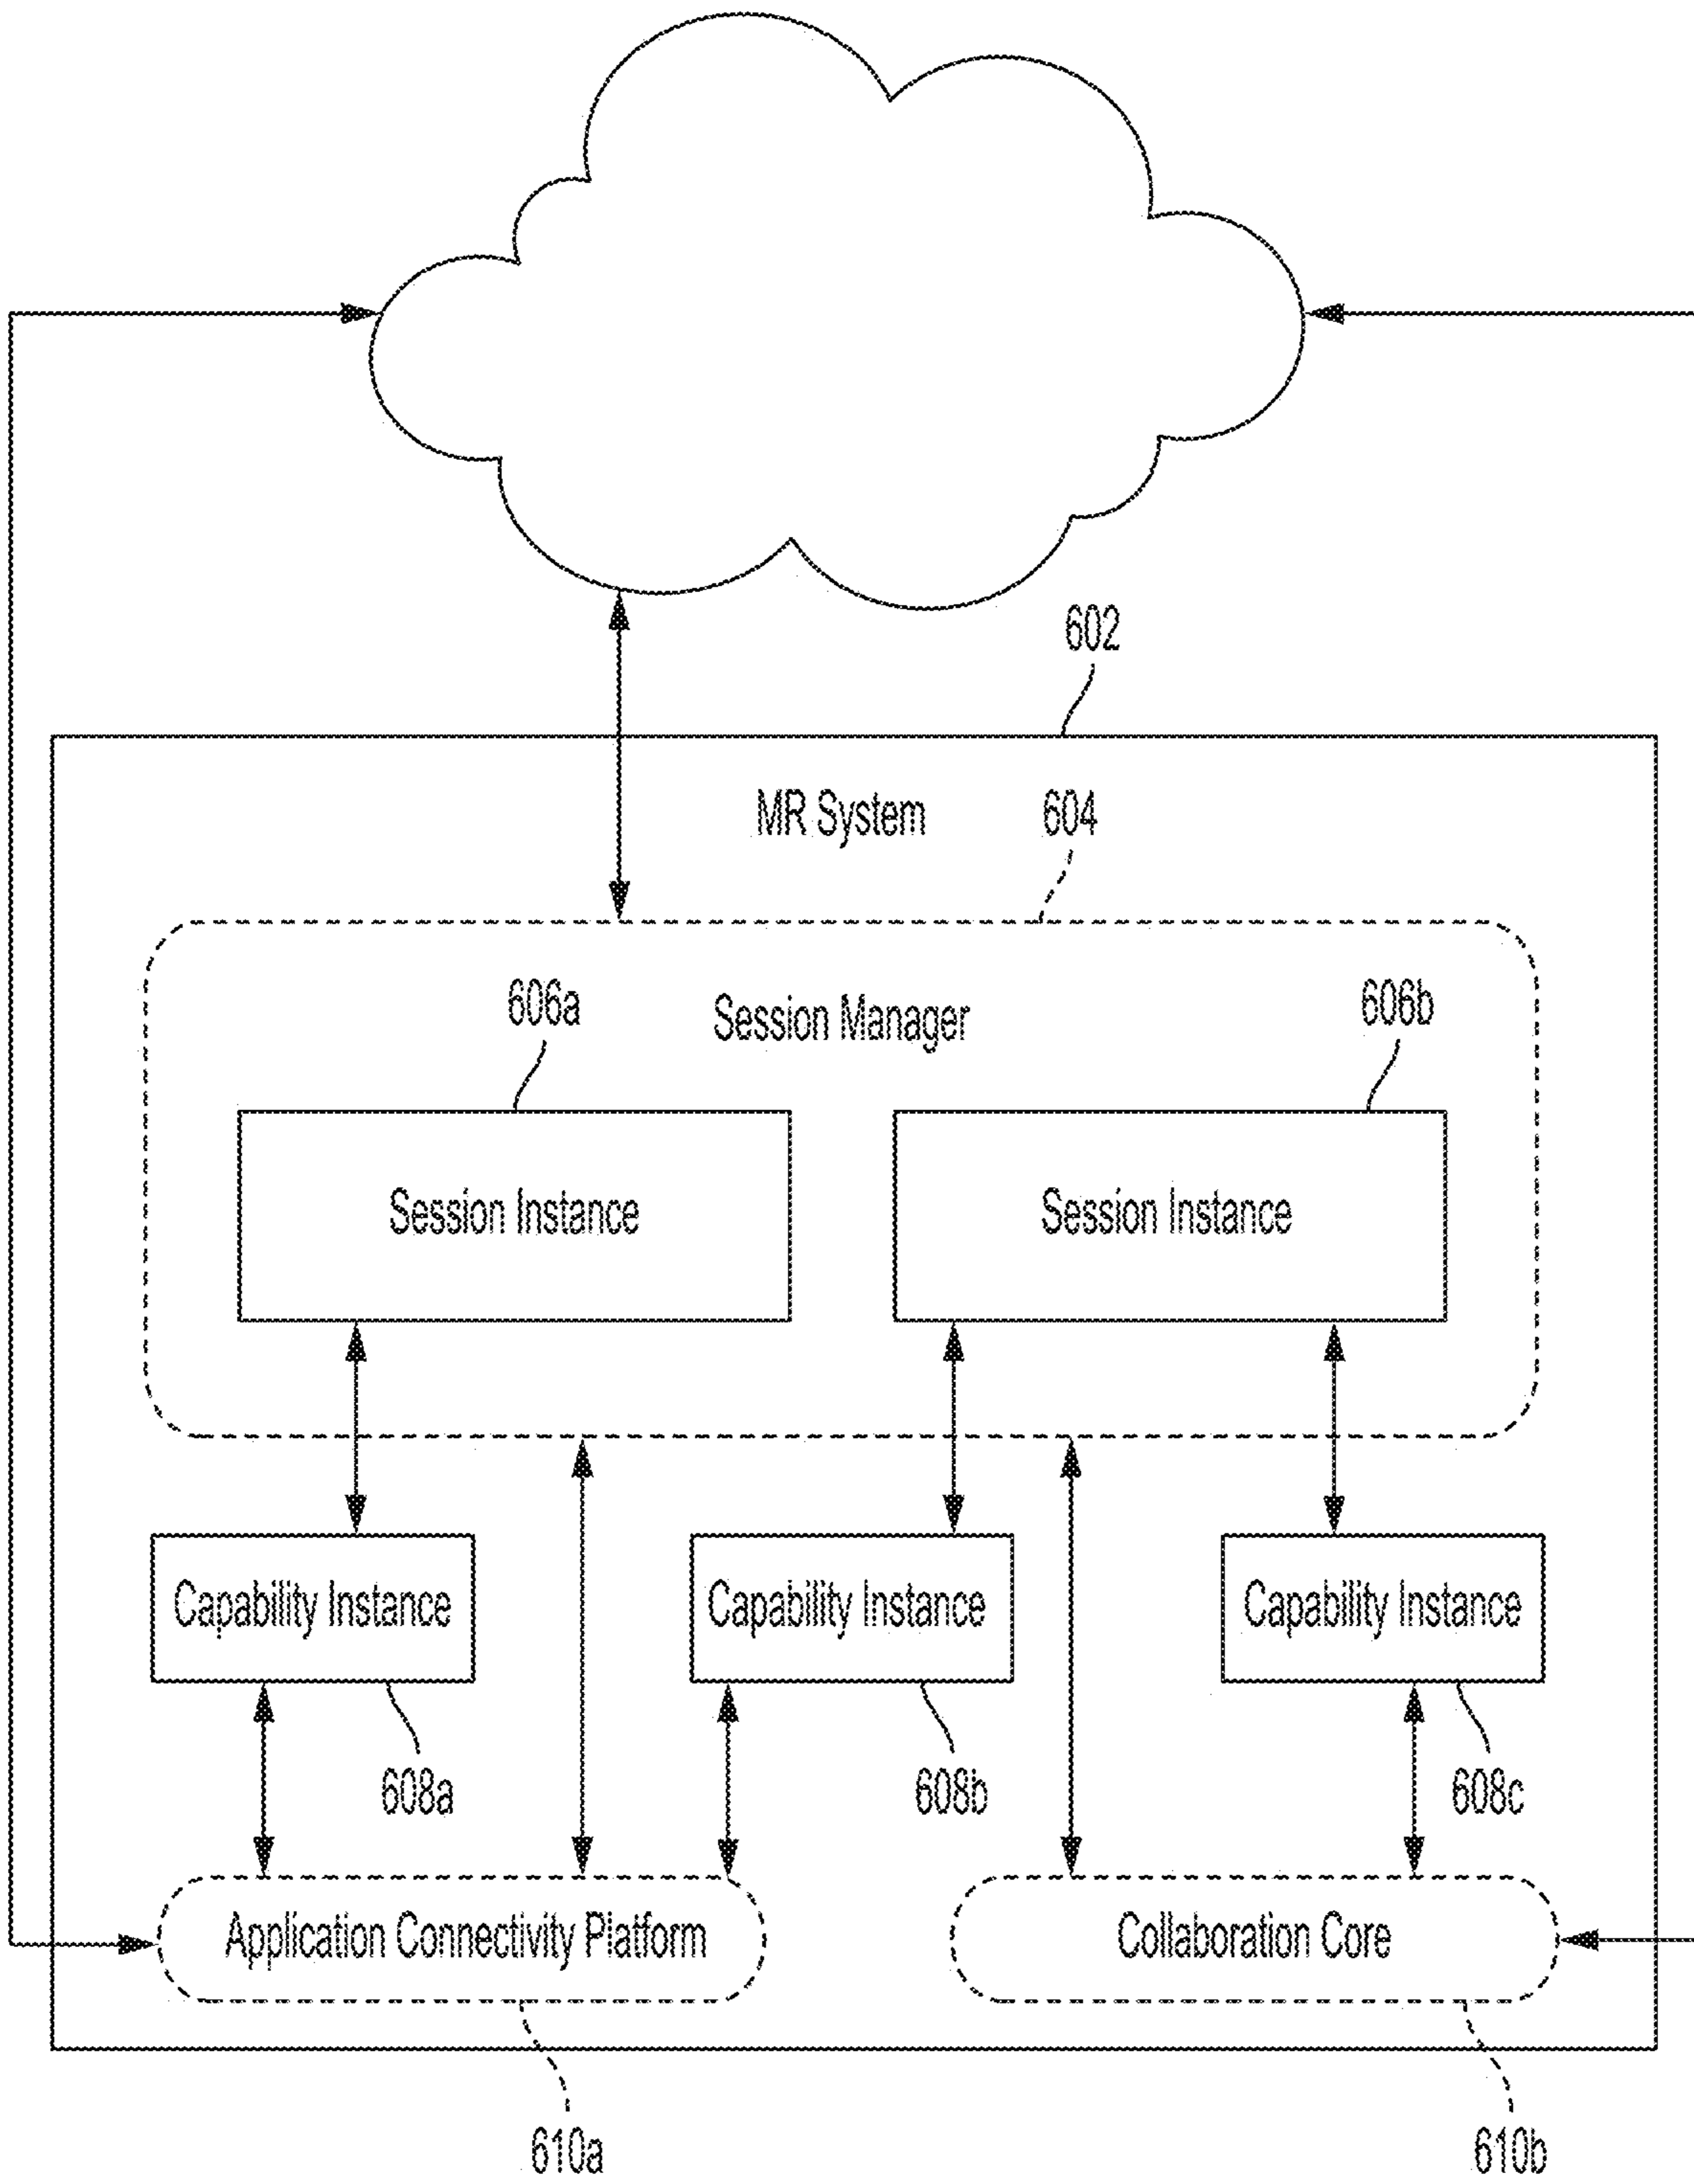 602
MR System
604
606a
Session Manager
606b
Session Instance
Session Instance
Capability Instance
Capability Instance
Capability Instance
608a
608b
608c
Application Connectivity Platform
Collaboration Core
610a
610b